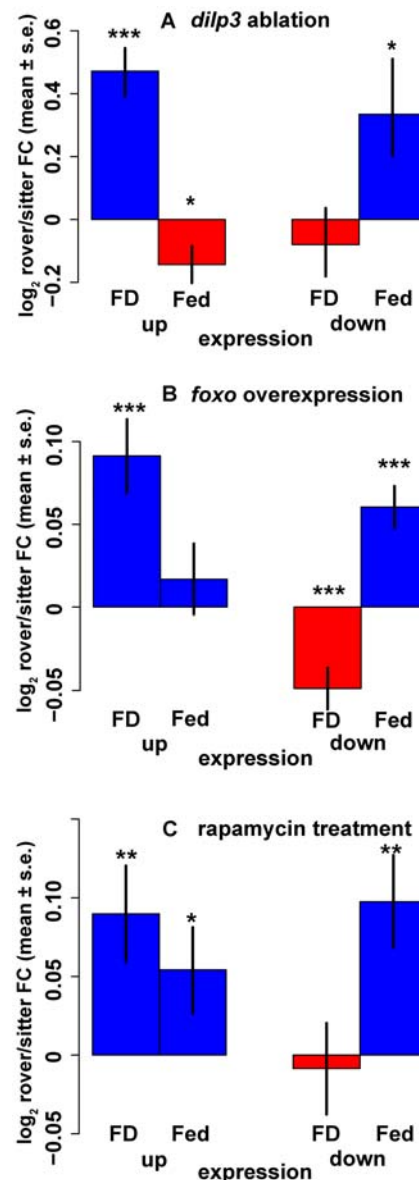 A dilp3 ablation
log₂ rover/sitter FC (mean ± s.e.)
0.6
0.4
0.2
0
−0.2
***
*
*
FD Fed FD Fed
up down
expression
B foxo overexpression
log₂ rover/sitter FC (mean ± s.e.)
0.10
0.05
0
−0.05
***
***
***
FD Fed FD Fed
up down
expression
C rapamycin treatment
log₂ rover/sitter FC (mean ± s.e.)
0.10
0.05
0
−0.05
**
*
**
FD Fed FD Fed
up down
expression